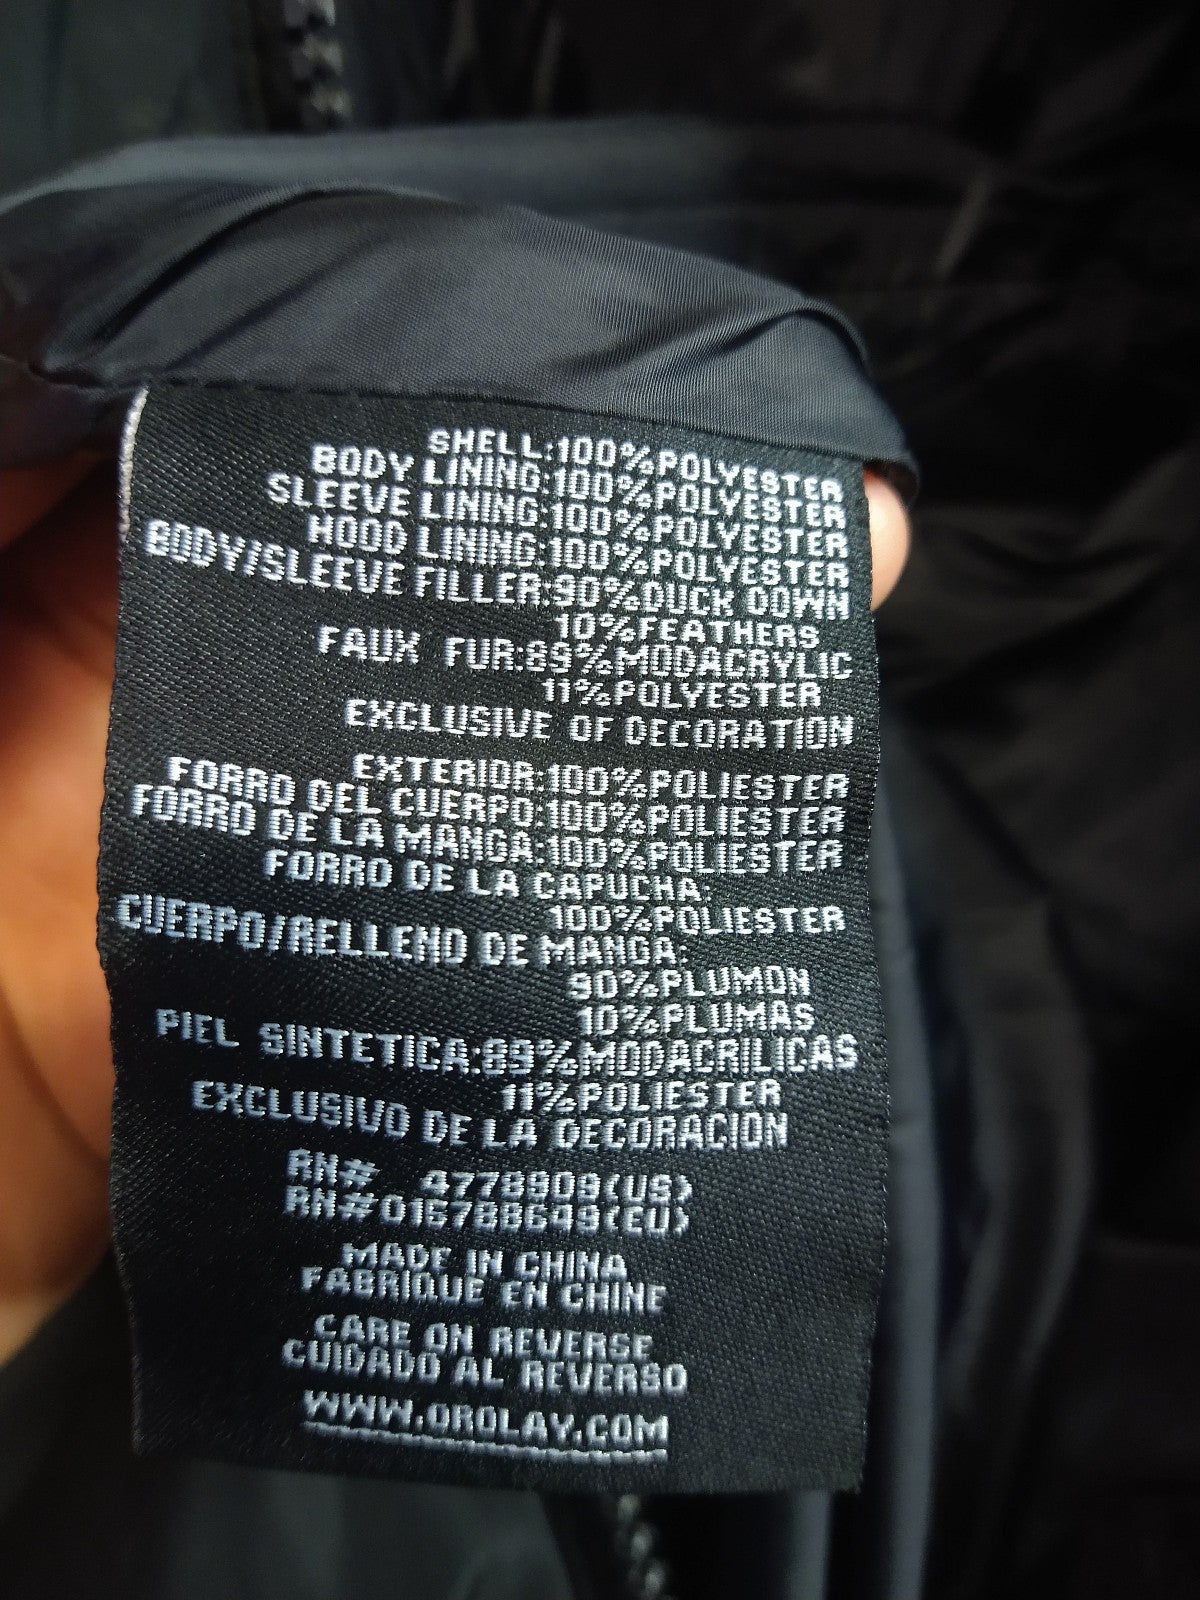 SHELL:100%POLYESTER
BODY LINING:100%POLYESTER
SLEEVE LINING:100%POLYESTER
HOOD LINING:100%POLYESTER
BODY/SLEEVE FILLER:90%DUCK DOWN
10%FEATHERS
FAUX FUR:89%MODACRYLIC
11%POLYESTER
EXCLUSIVE OF DECORATION
EXTERIOR:100%POLIESTER
FORRO DEL CUERPO:100%POLIESTER
FORRO DE LA MANGA:100%POLIESTER
FORRO DE LA CAPUCHA:
100%POLIESTER
CUERPO/RELLENO DE MANGA:
90%PLUMON
10%PLUMAS
PIEL SINTETICA:89%MODACRILICAS
11%POLIESTER
EXCLUSIVO DE LA DECORACION
RN# 4778909(US)
RN#015788649(EU)
MADE IN CHINA
FABRIQUE EN CHINE
CARE ON REVERSE
CUIDADO AL REVERSO
WWW.OROLAY.COM